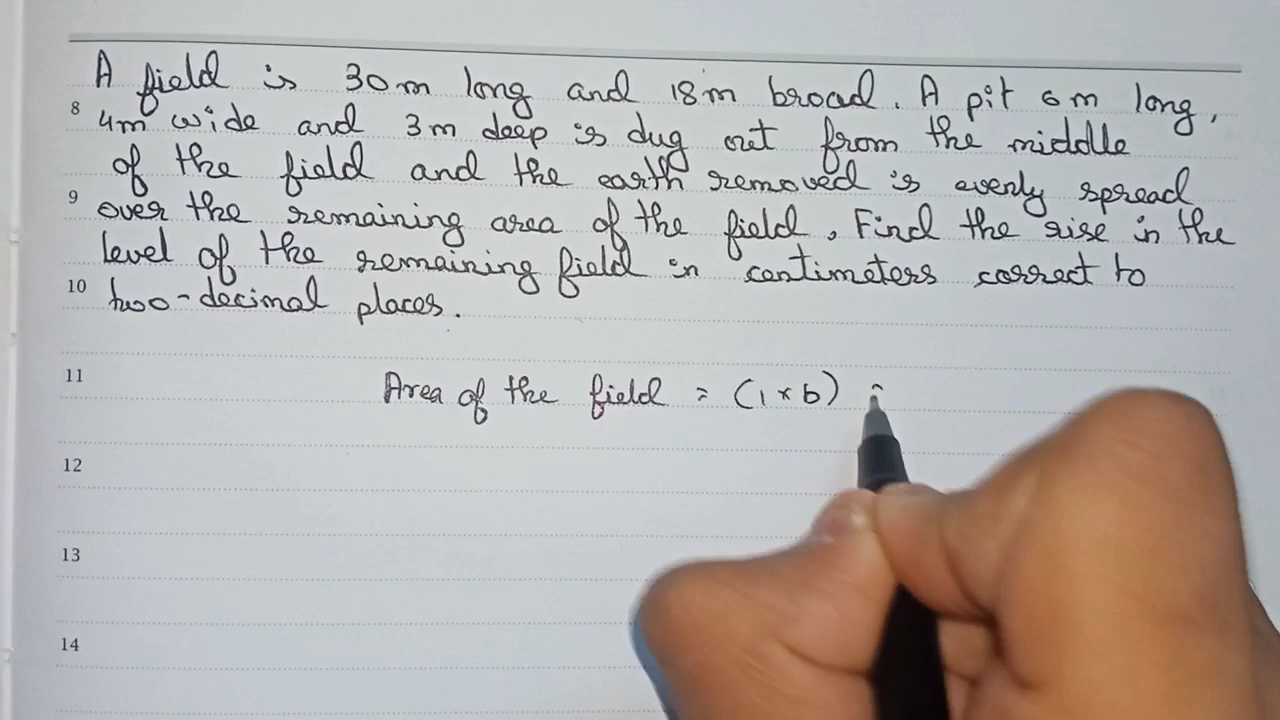 A field is 30m long and 18m broad. A pit 6m long,
8
4m wide and 3m deep is dug out from the middle
of the field and the earth removed is evenly spread
9
over the remaining area of the field, Find the rise in the
level of the remaining field in centimeters correct to
10
two-decimal places.
11
Area of the field = (l × b)
12
13
14